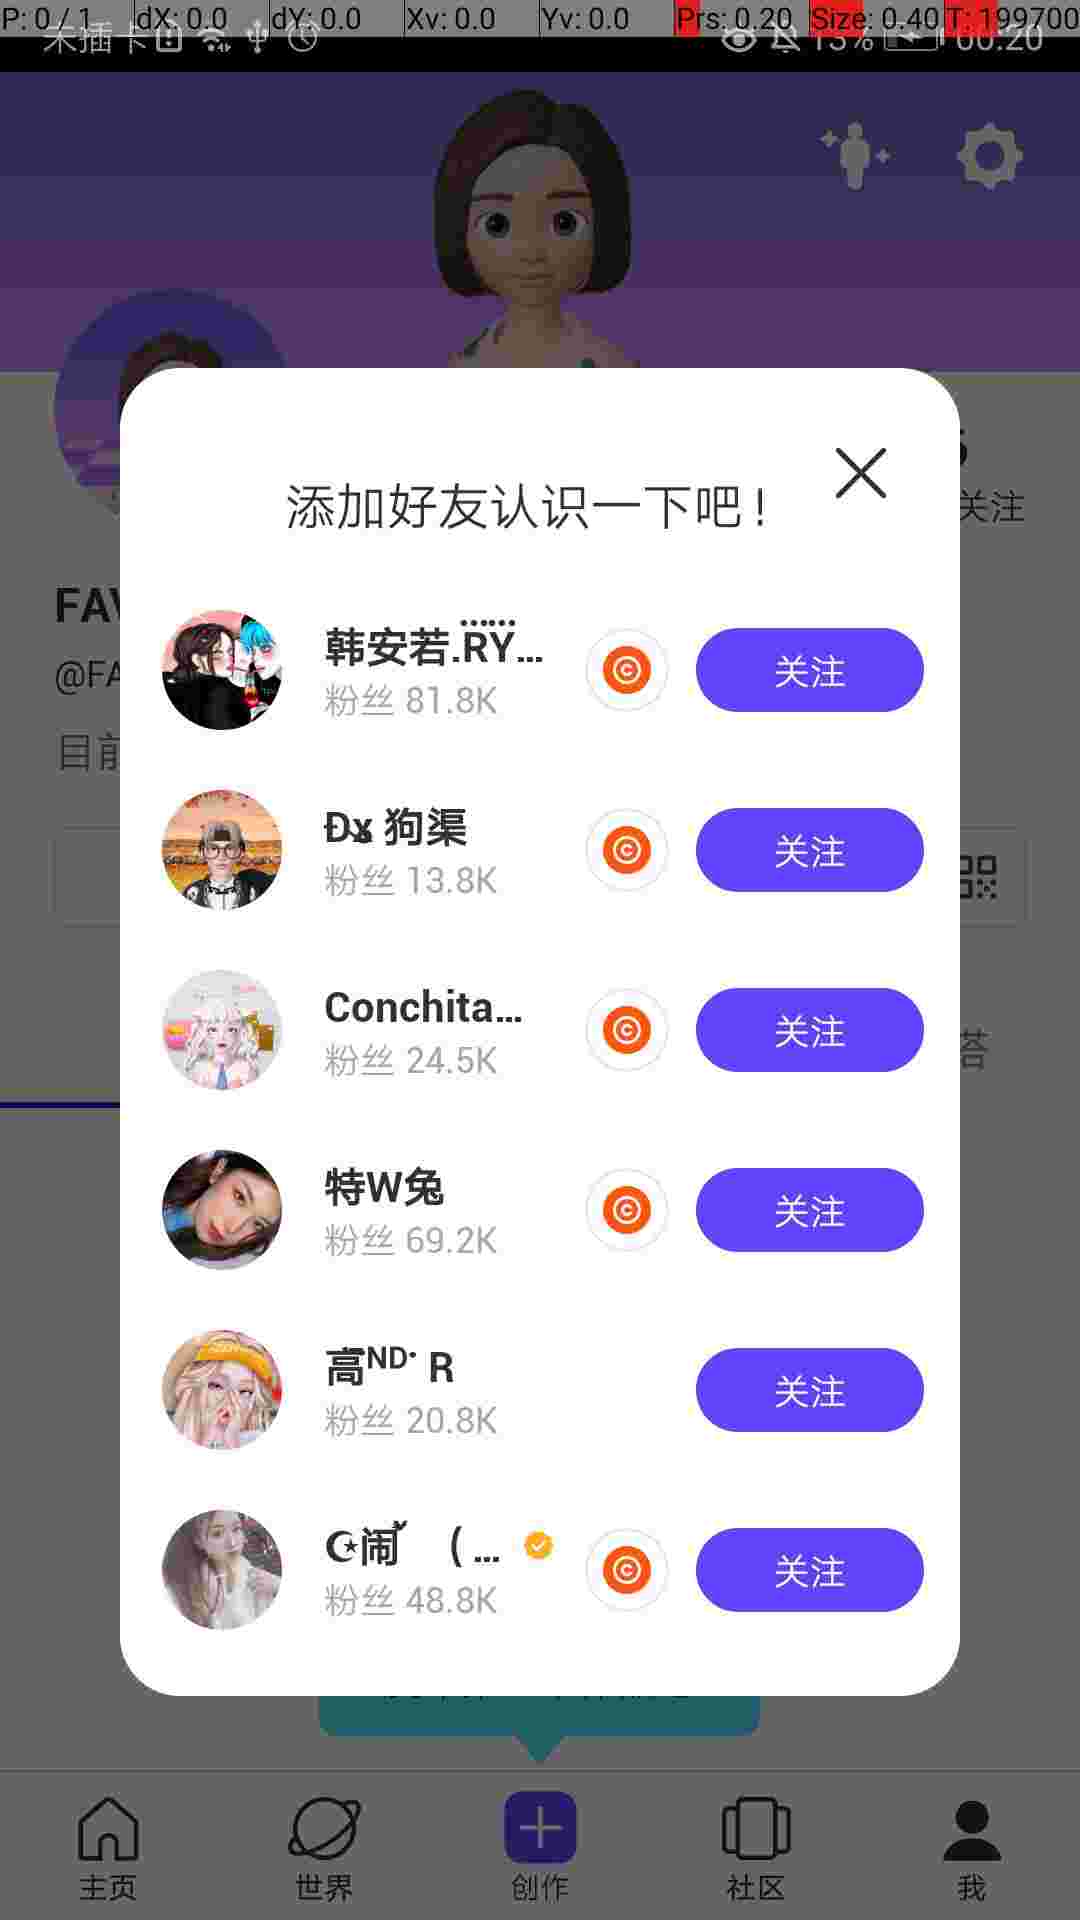 P: 0 / 1 dX: 0.0 dY: 0.0 Xv: 0.0 Yv: 0.0 Prs: 0.20 Size: 0.40 T: 199700
未插卡 13% 00:20
添加好友认识一下吧!
关注
FAV
韩安若.RY...
粉丝 81.8K
关注
@FA
目前
狗渠
粉丝 13.8K
关注
Conchita...
粉丝 24.5K
关注
答
特W兔
粉丝 69.2K
关注
高ᴺᴰ· R
粉丝 20.8K
关注
☪闹 ( ...
粉丝 48.8K
关注
主页 世界 创作 社区 我